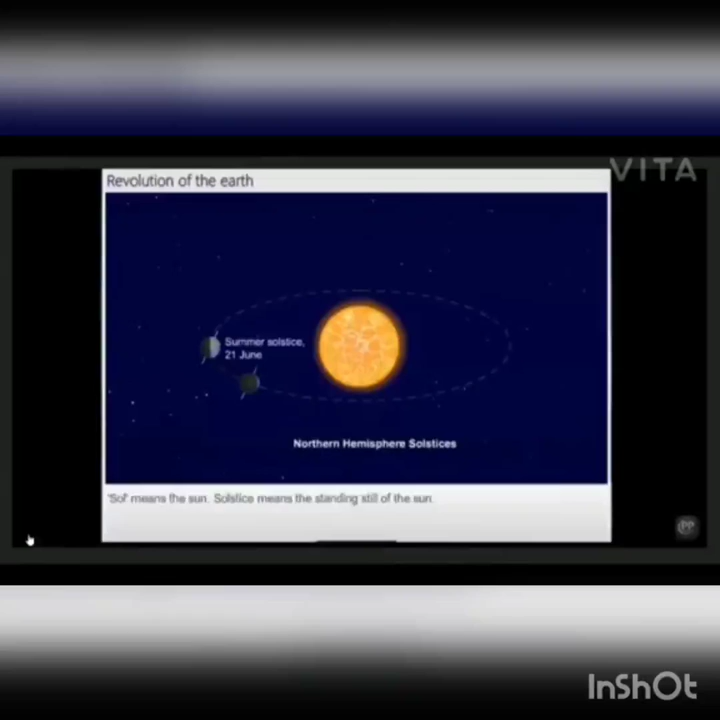 VITA
Revolution of the earth
Summer solstice,
21 June
Northern Hemisphere Solstices
'Sol' means the sun. Solstice means the standing still of the sun.
PP
InShOt